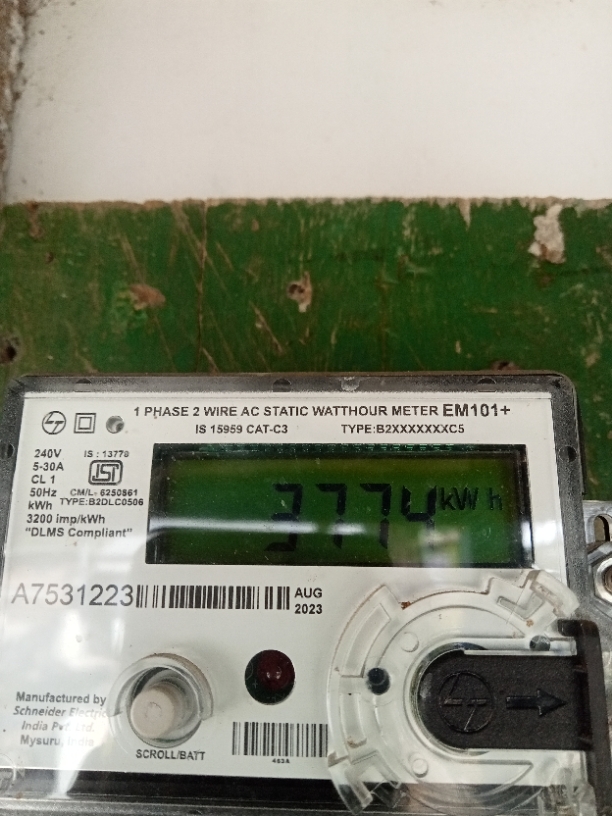 1 PHASE 2 WIRE AC STATIC WATTHOUR METER EM101+
IS 15959 CAT-C3 TYPE:B2XXXXXXXC5
240V
5-30A
CL 1
50Hz
kWh
3200 imp/kWh
"DLMS Compliant"
IS : 13779
ISI
CM/L- 6250561
TYPE:B2DLC0506
3774 kWh
A7531223
AUG
2023
Manufactured by
Schneider Electric
India Pvt. Ltd.
Mysuru, India
SCROLL/BATT